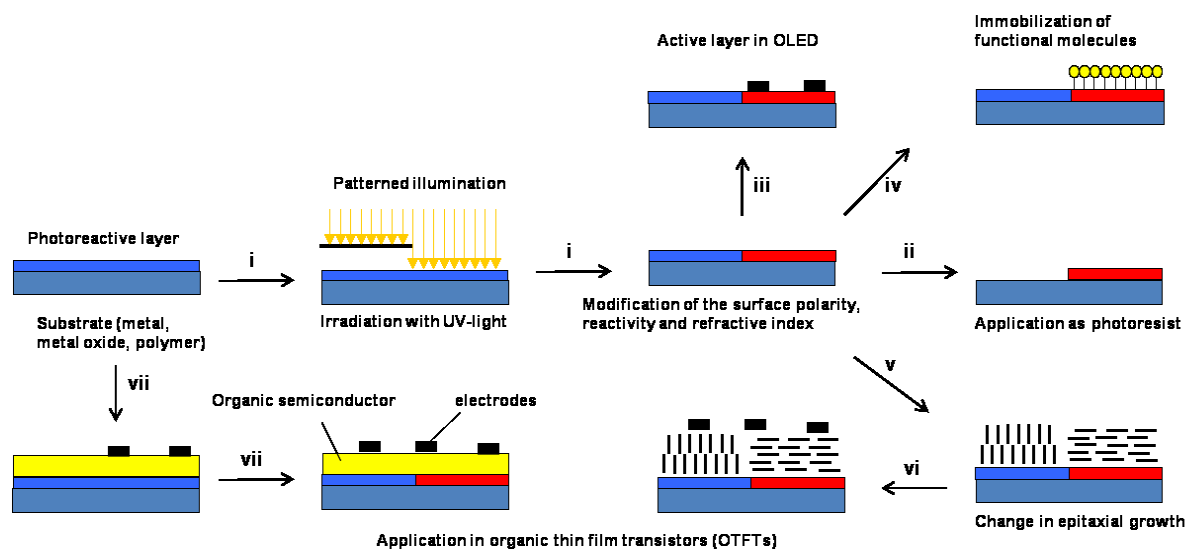 Active layer in OLED
Immobilization of
functional molecules
iii
iv
Patterned illumination
Photoreactive layer
i
i
ii
Irradiation with UV-light
Modification of the surface polarity,
reactivity and refractive index
Application as photoresist
Substrate (metal,
metal oxide, polymer)
v
vii
Organic semiconductor
electrodes
vii
vi
Change in epitaxial growth
Application in organic thin film transistors (OTFTs)